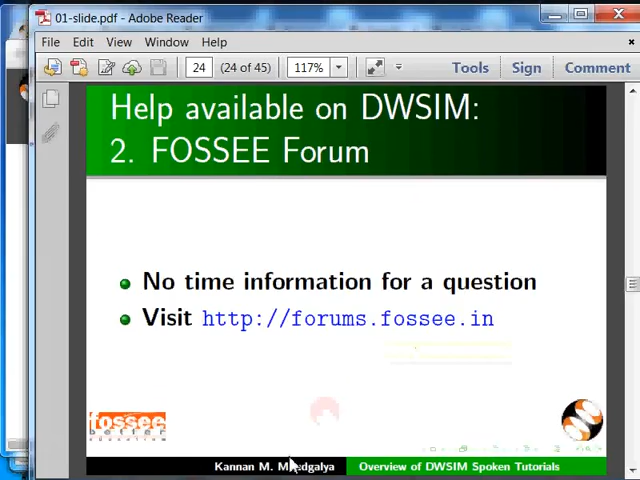 01-slide.pdf - Adobe Reader
File Edit View Window Help
24 (24 of 45) 117% Tools Sign Comment
Help available on DWSIM:
2. FOSSEE Forum
No time information for a question
Visit http://forums.fossee.in
fossee
education
Kannan M. Overview of DWSIM Spoken Tutorials